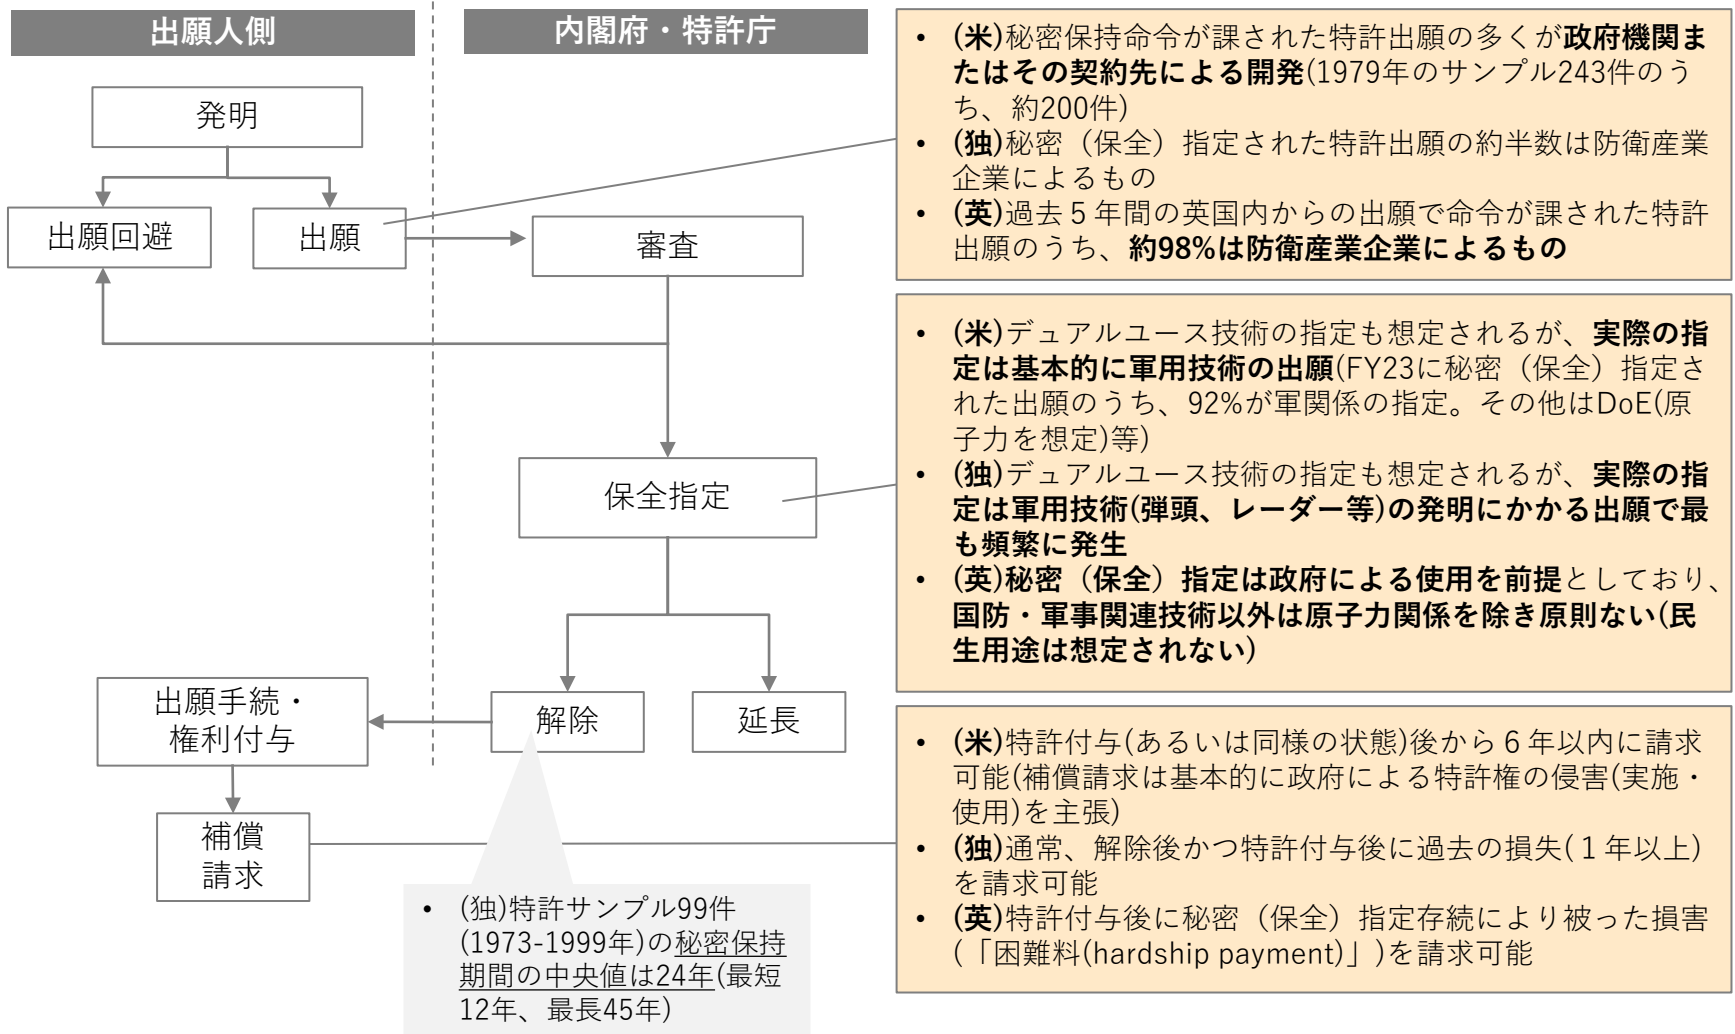 出願人側
内閣府・特許庁
発明
出願回避
出願
審査
保全指定
解除
延長
出願手続・
権利付与
補償
請求
• (米)秘密保持命令が課された特許出願の多くが政府機関ま
たはその契約先による開発(1979年のサンプル243件のう
ち、約200件)
• (独)秘密（保全）指定された特許出願の約半数は防衛産業
企業によるもの
• (英)過去５年間の英国内からの出願で命令が課された特許
出願のうち、約98%は防衛産業企業によるもの
• (米)デュアルユース技術の指定も想定されるが、実際の指
定は基本的に軍用技術の出願(FY23に秘密（保全）指定さ
れた出願のうち、92%が軍関係の指定。その他はDoE(原
子力を想定)等)
• (独)デュアルユース技術の指定も想定されるが、実際の指
定は軍用技術(弾頭、レーダー等)の発明にかかる出願で最
も頻繁に発生
• (英)秘密（保全）指定は政府による使用を前提としており、
国防・軍事関連技術以外は原子力関係を除き原則ない(民
生用途は想定されない)
• (米)特許付与(あるいは同様の状態)後から６年以内に請求
可能(補償請求は基本的に政府による特許権の侵害(実施・
使用)を主張)
• (独)通常、解除後かつ特許付与後に過去の損失(１年以上)
を請求可能
• (英)特許付与後に秘密（保全）指定存続により被った損害
(「困難料(hardship payment)」)を請求可能
• (独)特許サンプル99件
(1973-1999年)の秘密保持
期間の中央値は24年(最短
12年、最長45年)